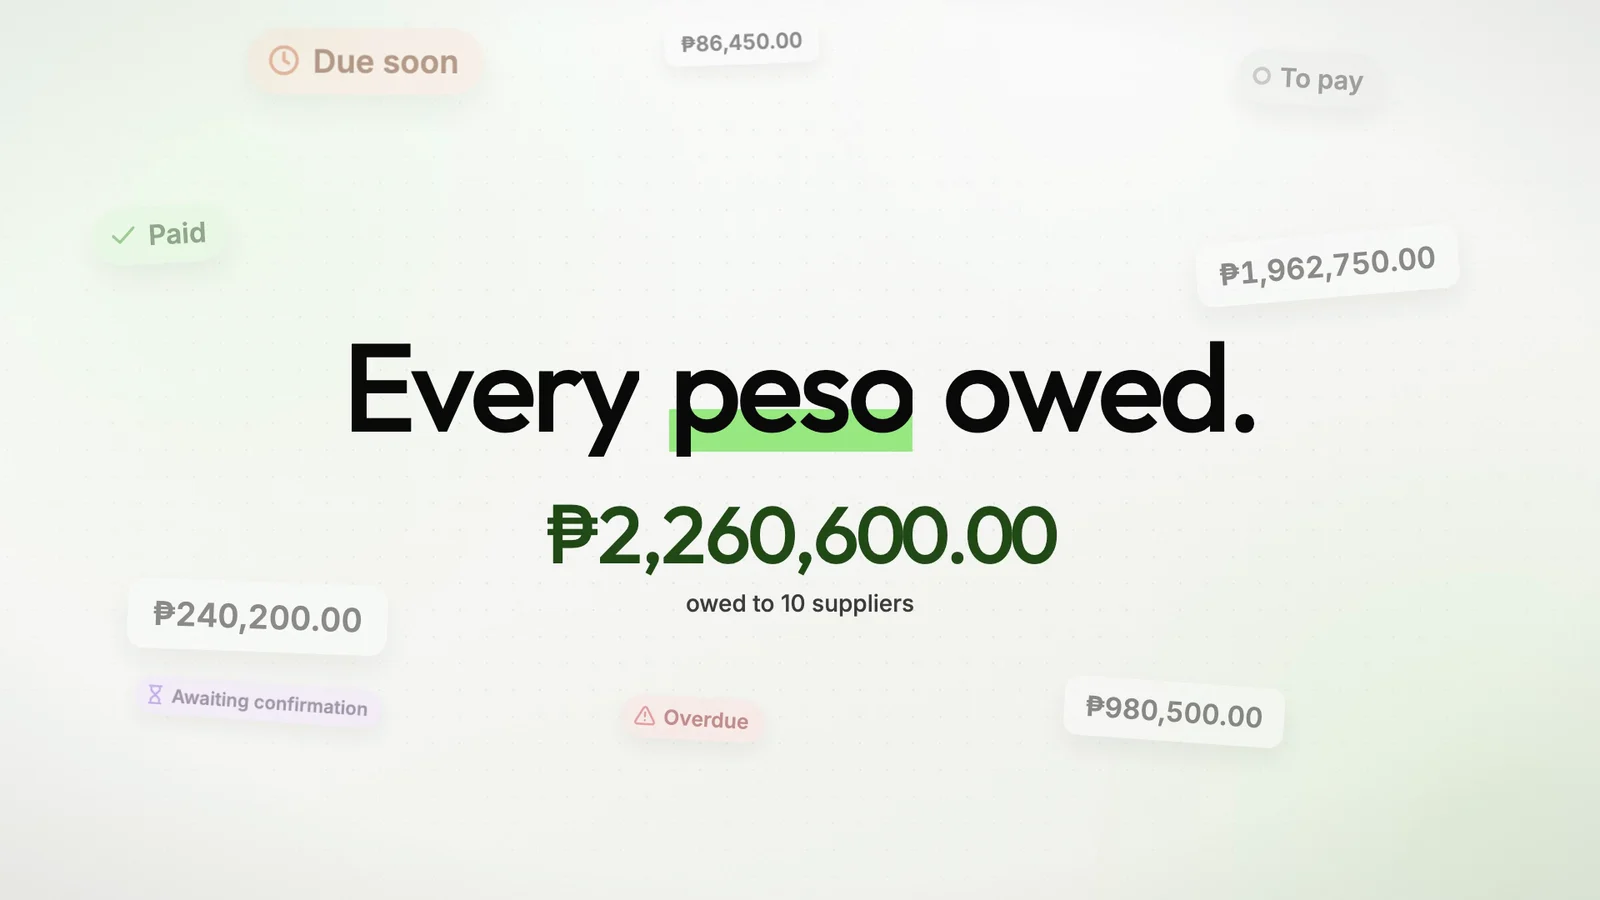 Due soon
₱86,450.00
To pay
Paid
₱1,962,750.00
Every peso owed.
₱2,260,600.00
owed to 10 suppliers
₱240,200.00
Awaiting confirmation
Overdue
₱980,500.00